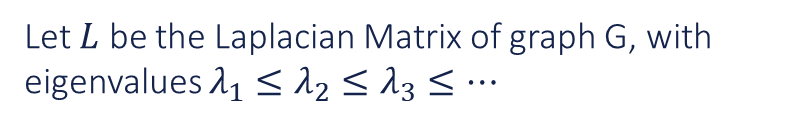 Let L be the Laplacian Matrix of graph G, with
eigenvalues λ₁ ≤ λ₂ ≤ λ₃ ≤ ⋯